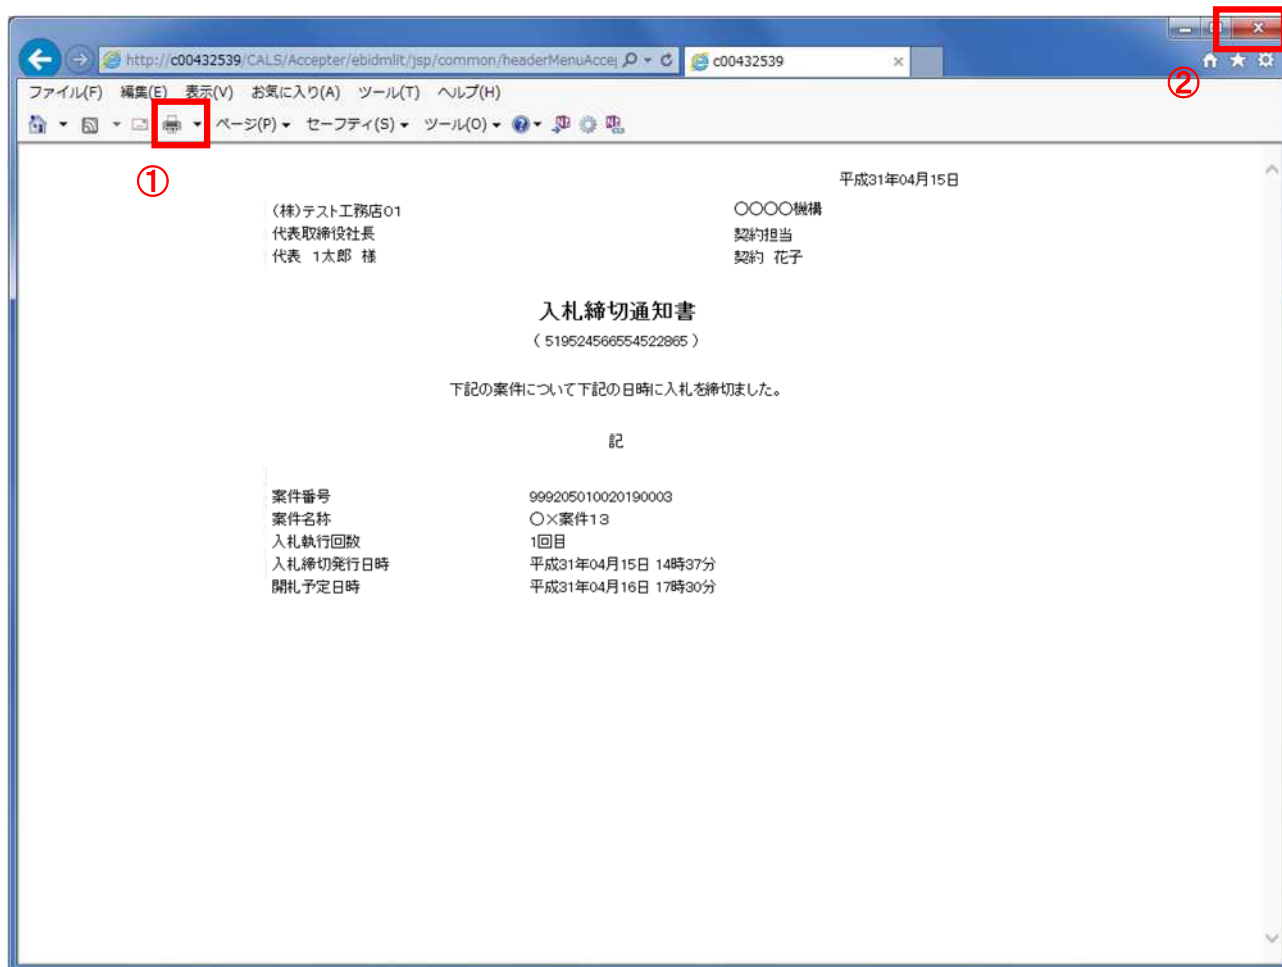 ②
http://c00432539/CALS/Accepter/ebidmlit/jsp/common/headerMenuAccep
c00432539
ファイル(F) 編集(E) 表示(V) お気に入り(A) ツール(T) ヘルプ(H)
ページ(P) セーフティ(S) ツール(O)
①
平成31年04月15日
(株)テスト工務店01
〇〇〇〇機構
代表取締役社長
契約担当
代表 1太郎 様
契約 花子
入札締切通知書
( 519524566554522865 )
下記の案件について下記の日時に入札を締切ました。
記
案件番号 999205010020190003
案件名称 〇×案件13
入札執行回数 1回目
入札締切発行日時 平成31年04月15日 14時37分
開札予定日時 平成31年04月16日 17時30分